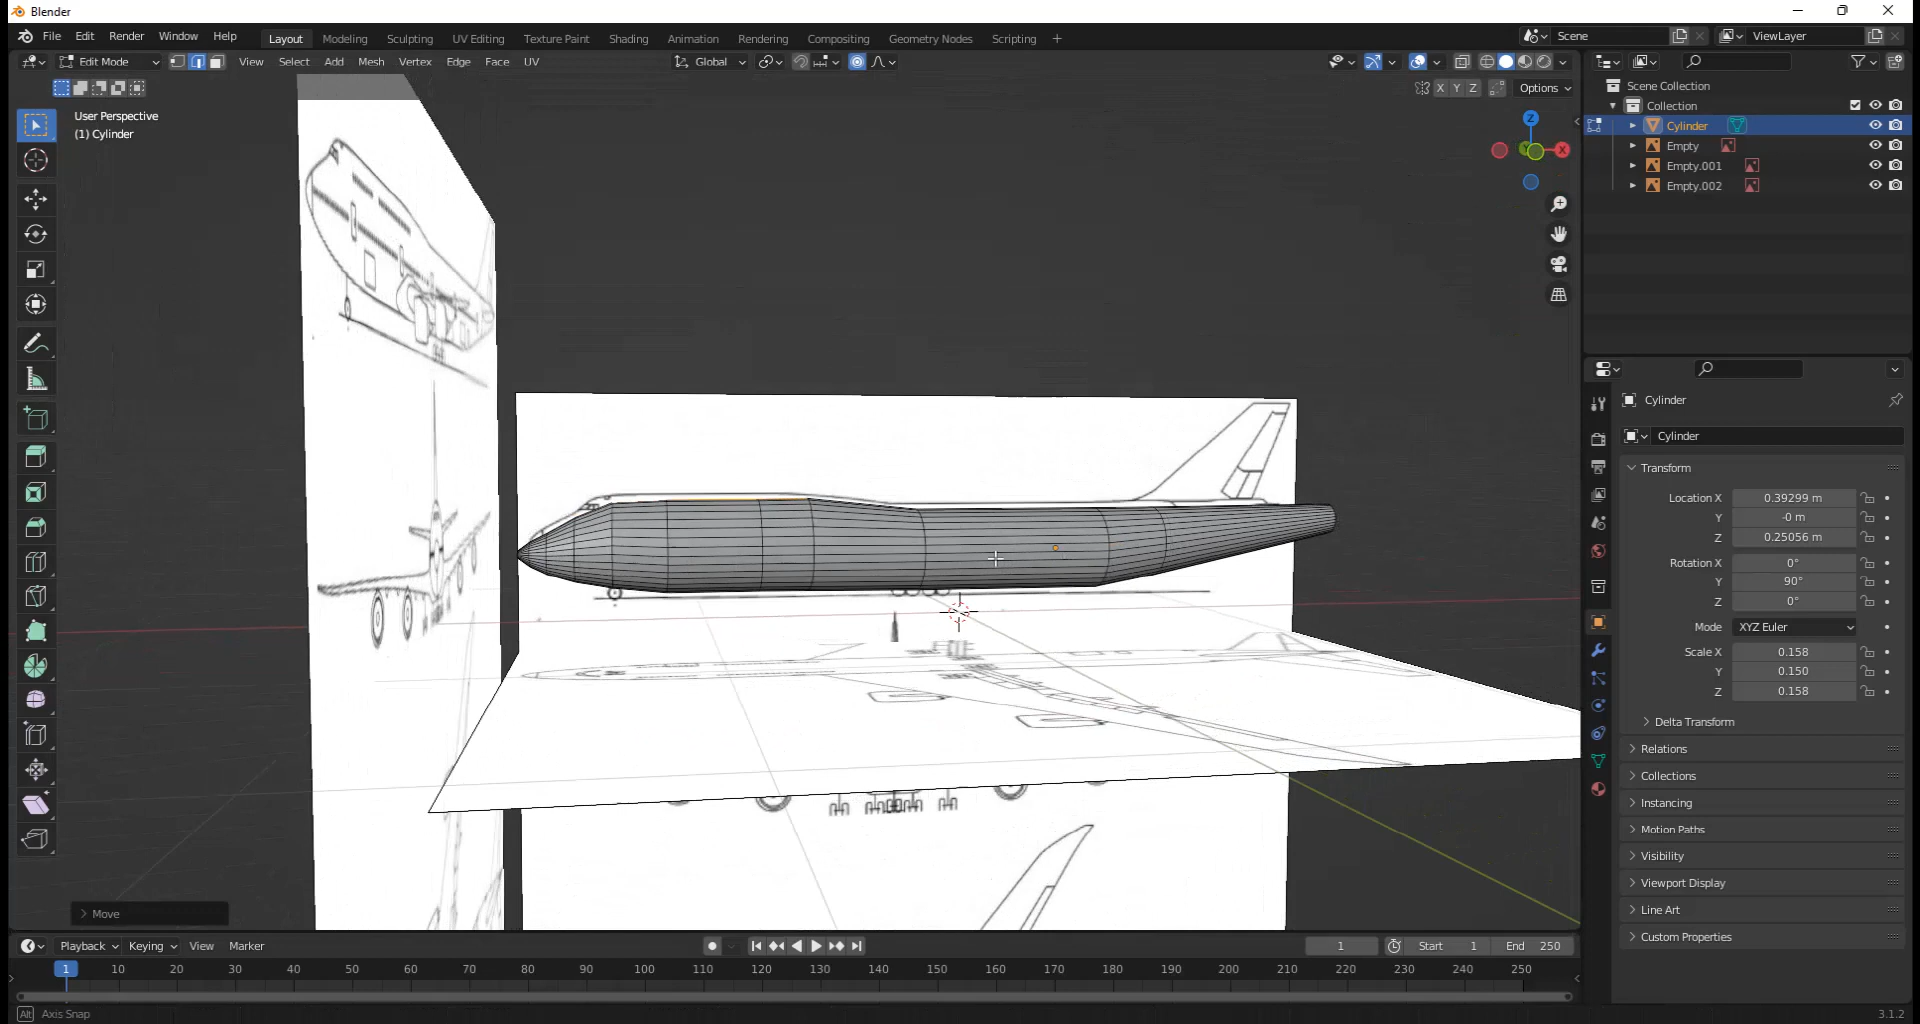 Blender
File Edit Render Window Help Layout Modeling Sculpting UV Editing Texture Paint Shading Animation Rendering Compositing Geometry Nodes Scripting + Scene ViewLayer
Edit Mode View Select Add Mesh Vertex Edge Face UV Global
X Y Z Options
User Perspective
(1) Cylinder
Z
X
Scene Collection
Collection
Cylinder
Empty
Empty.001
Empty.002
Cylinder
Cylinder
Transform
Location X 0.39299 m
Y -0 m
Z 0.25056 m
Rotation X 0°
Y 90°
Z 0°
Mode XYZ Euler
Scale X 0.158
Y 0.150
Z 0.158
Delta Transform
Relations
Collections
Instancing
Motion Paths
Visibility
Viewport Display
Line Art
Custom Properties
Move
Playback Keying View Marker 1 Start 1 End 250
1 10 20 30 40 50 60 70 80 90 100 110 120 130 140 150 160 170 180 190 200 210 220 230 240 250
Alt Axis Snap 3.1.2